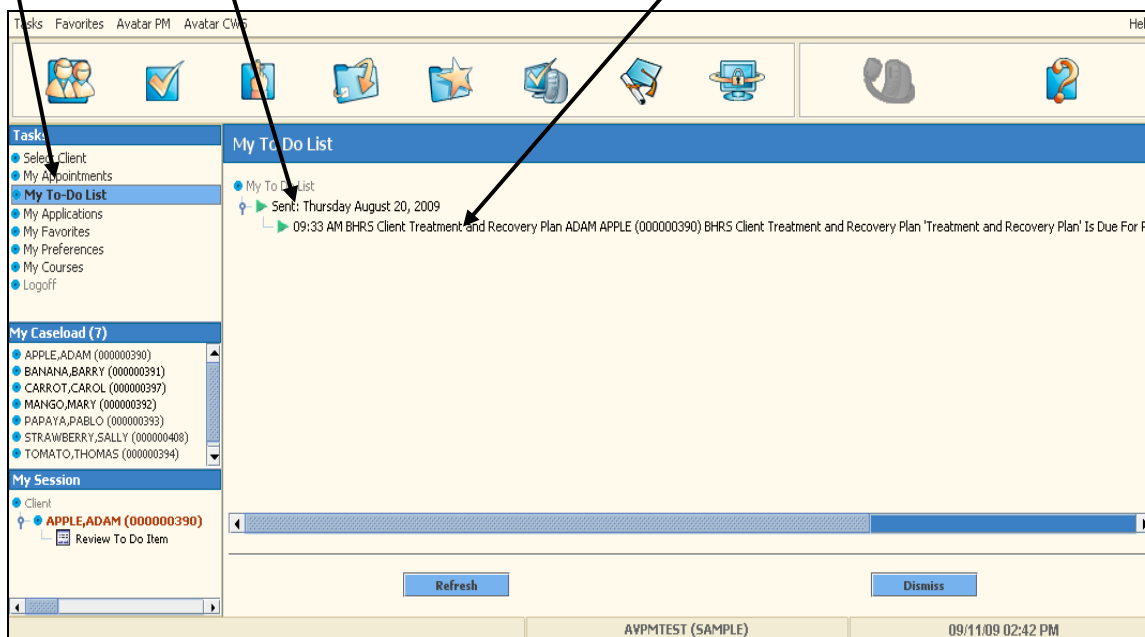 Tasks Favorites Avatar PM Avatar CWS
Tasks
Select Client
My Appointments
My To-Do List
My Applications
My Favorites
My Preferences
My Courses
Logoff
My Caseload (7)
APPLE,ADAM (000000390)
BANANA,BARRY (000000391)
CARROT,CAROL (000000397)
MANGO,MARY (000000392)
PAPAYA,PABLO (000000393)
STRAWBERRY,SALLY (000000408)
TOMATO,THOMAS (000000394)
My Session
Client
APPLE,ADAM (000000390)
Review To Do Item
My To Do List
My To Do List
Sent: Thursday August 20, 2009
09:33 AM BHRS Client Treatment and Recovery Plan ADAM APPLE (000000390) BHRS Client Treatment and Recovery Plan 'Treatment and Recovery Plan' Is Due For
Refresh Dismiss
AVPMTEST (SAMPLE) 09/11/09 02:42 PM